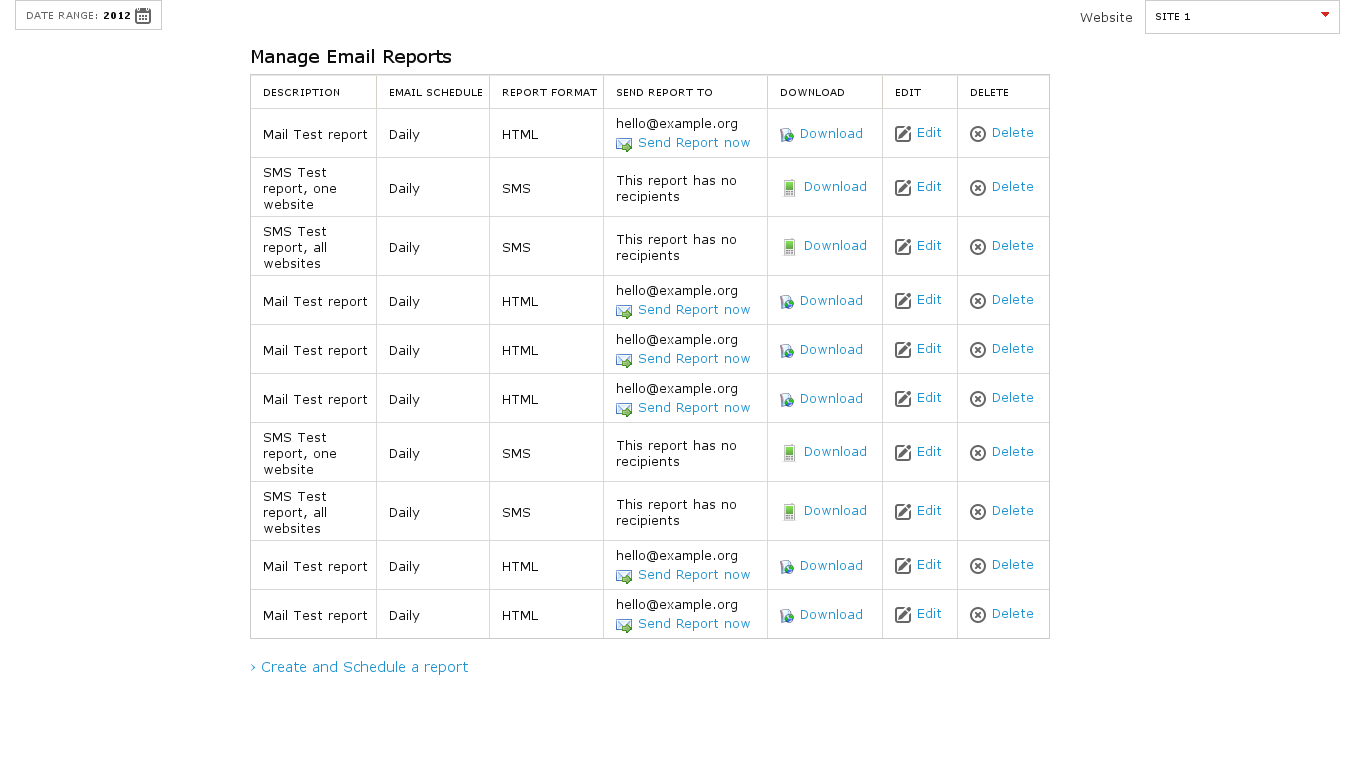 DATE RANGE: 2012
Website SITE 1
Manage Email Reports
DESCRIPTION EMAIL SCHEDULE REPORT FORMAT SEND REPORT TO DOWNLOAD EDIT DELETE
Mail Test report Daily HTML hello@example.org Download Edit Delete
Send Report now
SMS Test
report, one
website
Daily SMS This report has no
recipients
Download Edit Delete
SMS Test
report, all
websites
Daily SMS This report has no
recipients
Download Edit Delete
Mail Test report Daily HTML hello@example.org Download Edit Delete
Send Report now
Mail Test report Daily HTML hello@example.org Download Edit Delete
Send Report now
Mail Test report Daily HTML hello@example.org Download Edit Delete
Send Report now
SMS Test
report, one
website
Daily SMS This report has no
recipients
Download Edit Delete
SMS Test
report, all
websites
Daily SMS This report has no
recipients
Download Edit Delete
Mail Test report Daily HTML hello@example.org Download Edit Delete
Send Report now
Mail Test report Daily HTML hello@example.org Download Edit Delete
Send Report now
› Create and Schedule a report